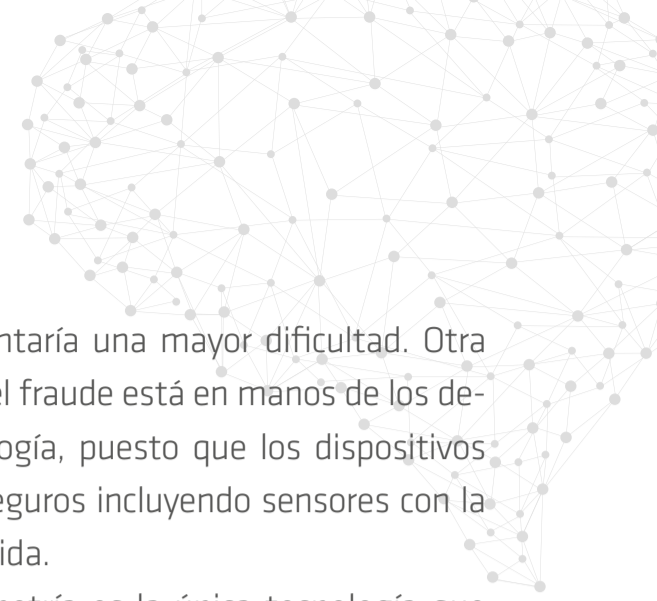 ntaría una mayor dificultad. Otra
el fraude está en manos de los de-
ogía, puesto que los dispositivos
eguros incluyendo sensores con la
ida.